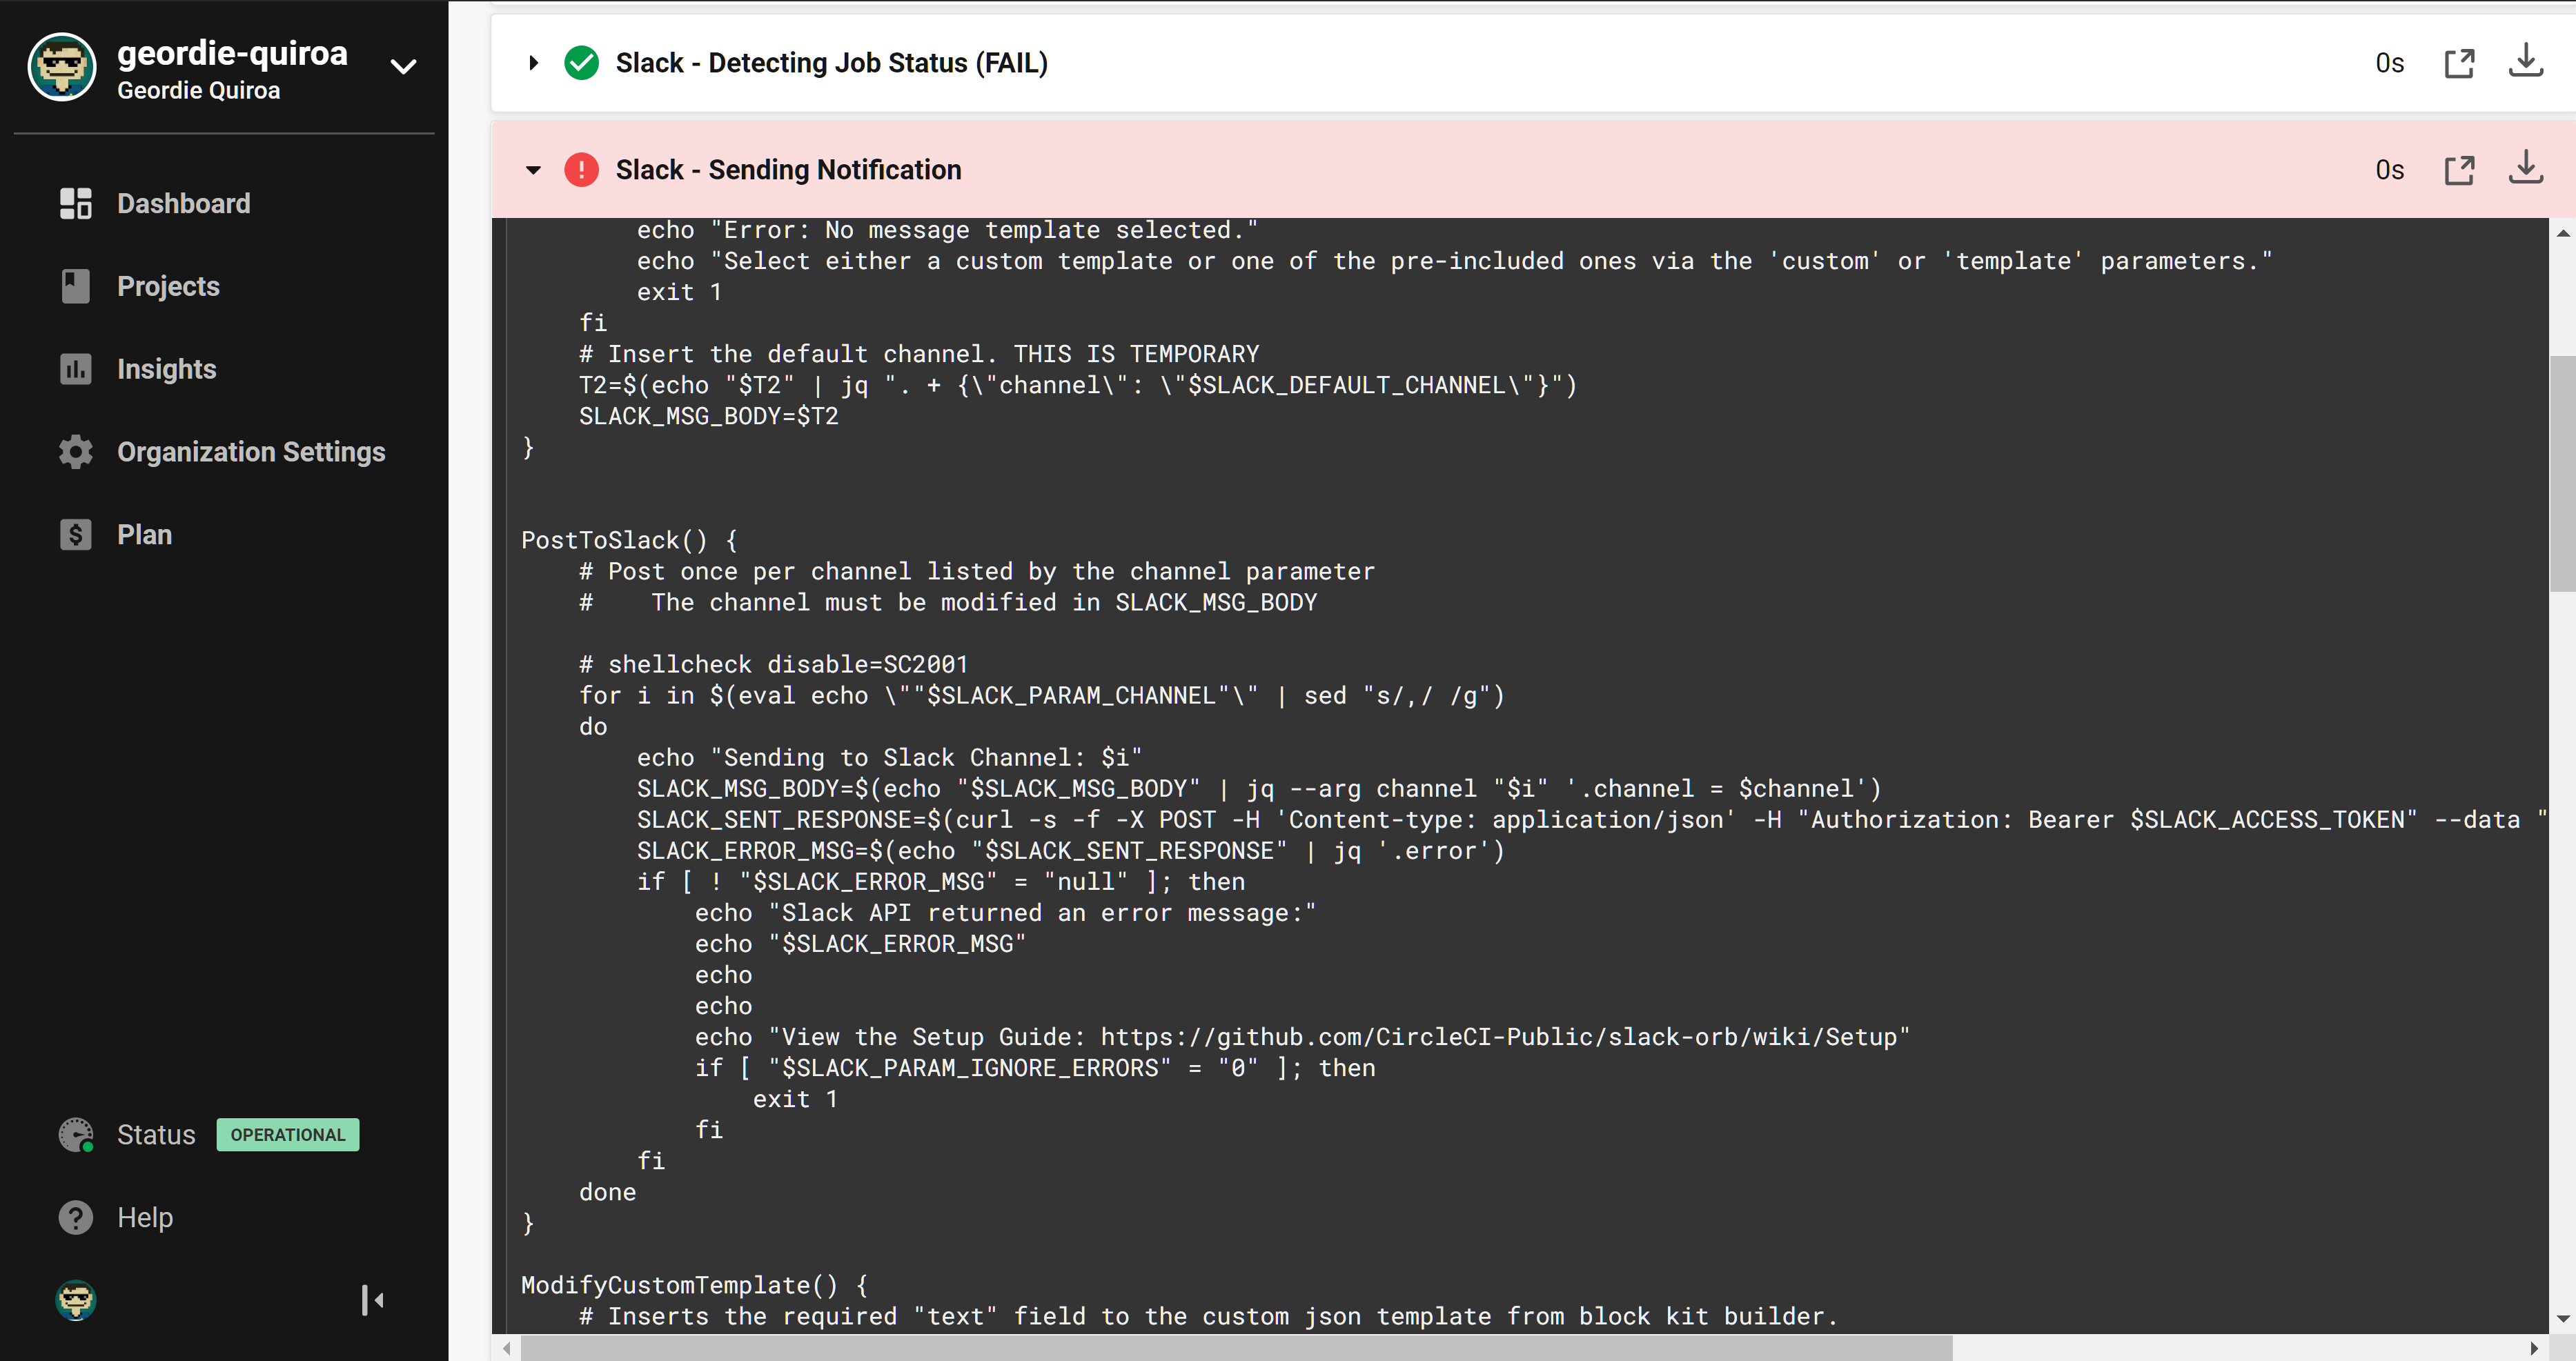 geordie-quiroa
Geordie Quiroa
Dashboard
Projects
Insights
Organization Settings
$ Plan
Status OPERATIONAL
? Help
Slack - Detecting Job Status (FAIL) 0s
! Slack - Sending Notification 0s
        echo "Error: No message template selected."
        echo "Select either a custom template or one of the pre-included ones via the 'custom' or 'template' parameters."
        exit 1
    fi
    # Insert the default channel. THIS IS TEMPORARY
    T2=$(echo "$T2" | jq ". + {\"channel\": \"$SLACK_DEFAULT_CHANNEL\"}")
    SLACK_MSG_BODY=$T2
}
PostToSlack() {
    # Post once per channel listed by the channel parameter
    #    The channel must be modified in SLACK_MSG_BODY
    # shellcheck disable=SC2001
    for i in $(eval echo \""$SLACK_PARAM_CHANNEL"\" | sed "s/,/ /g")
    do
        echo "Sending to Slack Channel: $i"
        SLACK_MSG_BODY=$(echo "$SLACK_MSG_BODY" | jq --arg channel "$i" '.channel = $channel')
        SLACK_SENT_RESPONSE=$(curl -s -f -X POST -H 'Content-type: application/json' -H "Authorization: Bearer $SLACK_ACCESS_TOKEN" --data "
        SLACK_ERROR_MSG=$(echo "$SLACK_SENT_RESPONSE" | jq '.error')
        if [ ! "$SLACK_ERROR_MSG" = "null" ]; then
            echo "Slack API returned an error message:"
            echo "$SLACK_ERROR_MSG"
            echo
            echo
            echo "View the Setup Guide: https://github.com/CircleCI-Public/slack-orb/wiki/Setup"
            if [ "$SLACK_PARAM_IGNORE_ERRORS" = "0" ]; then
                exit 1
            fi
        fi
    done
}
ModifyCustomTemplate() {
    # Inserts the required "text" field to the custom json template from block kit builder.